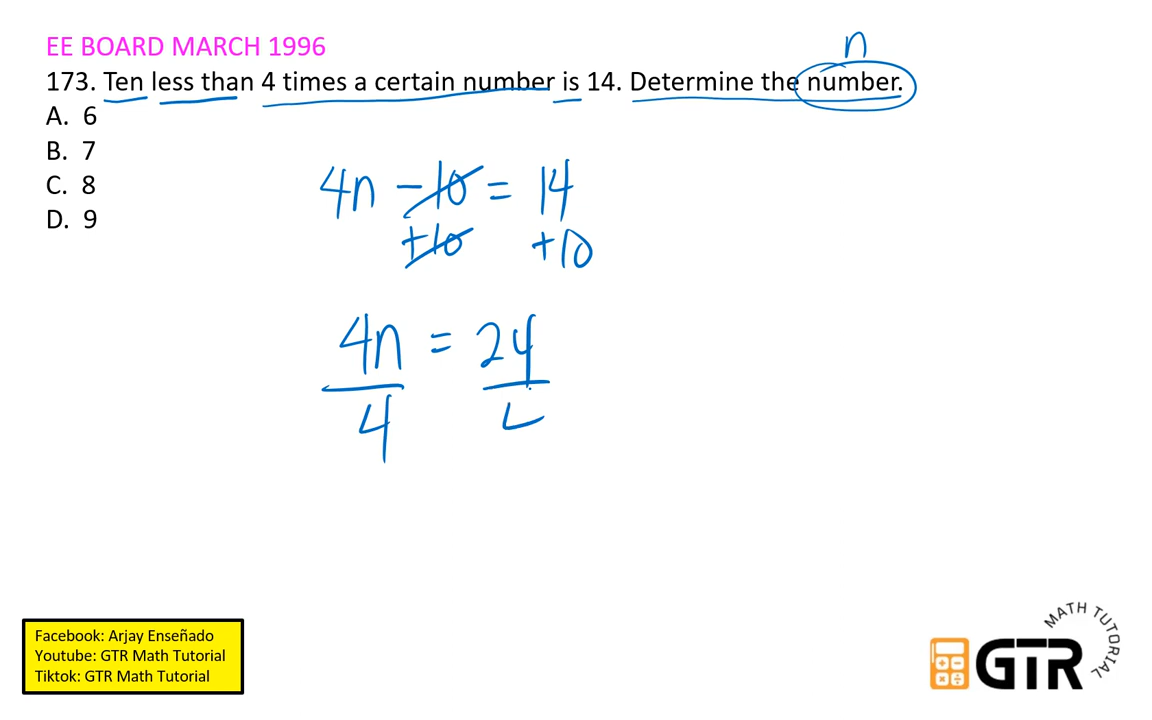 EE BOARD MARCH 1996
n
173. Ten less than 4 times a certain number is 14. Determine the number.
A. 6
B. 7
C. 8
D. 9
4n - 10 = 14
+10 +10
4n = 24
4
Facebook: Arjay Enseñado
Youtube: GTR Math Tutorial
Tiktok: GTR Math Tutorial
MATH TUTORIAL
GTR